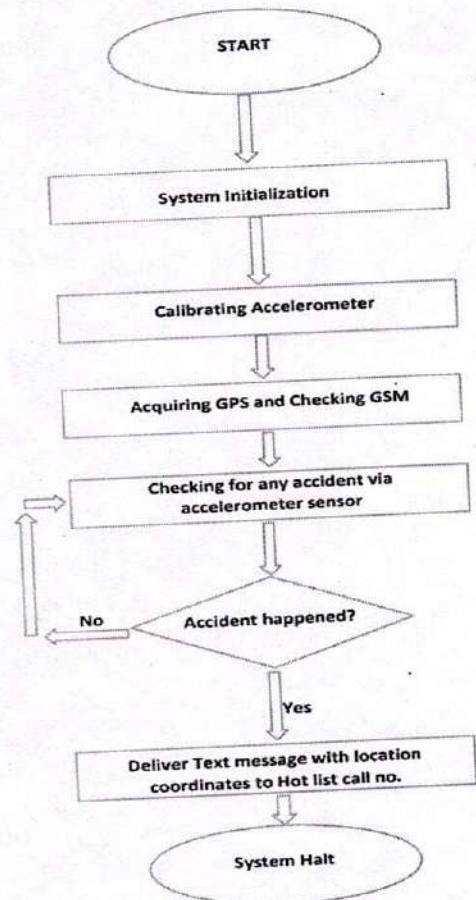 START
System Initialization
Calibrating Accelerometer
Acquiring GPS and Checking GSM
Checking for any accident via
accelerometer sensor
Accident happened?
No
Yes
Deliver Text message with location
coordinates to Hot list call no.
System Halt